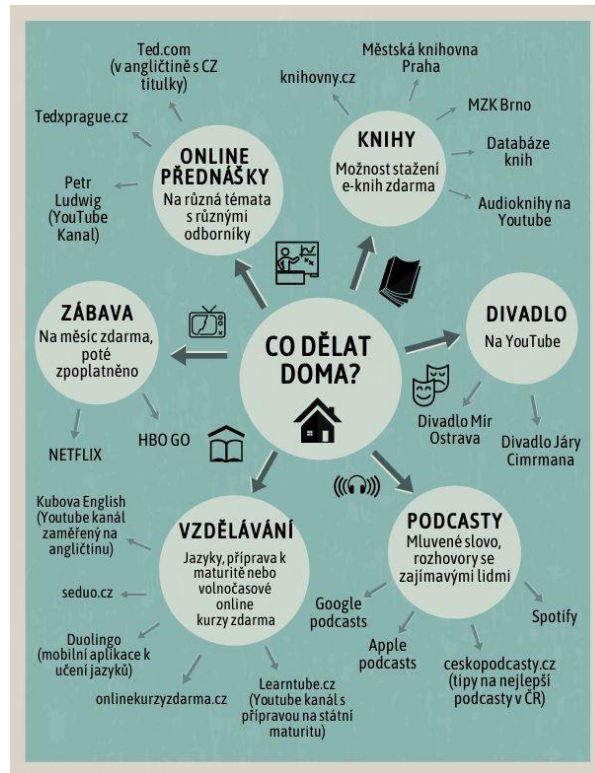 Ted.com
(v angličtině s CZ
titulky)
Tedxprague.cz
Petr
Ludwig
(YouTube
Kanal)
ONLINE
PŘEDNÁŠKY
Na různá témata
s různými
odborníky
knihovny.cz
Městská knihovna
Praha
MZK Brno
Databáze
knih
Audioknihy na
Youtube
KNIHY
Možnost stažení
e-knih zdarma
ZÁBAVA
Na měsíc zdarma,
poté
zpoplatněno
NETFLIX
HBO GO
CO DĚLAT
DOMA?
DIVADLO
Na YouTube
Divadlo Mír
Ostrava
Divadlo Járy
Cimrmana
VZDĚLÁVÁNÍ
Jazyky, příprava k
maturitě nebo
volnočasové
online
kurzy zdarma
Kubova English
(Youtube kanál
zaměřený na
angličtinu)
seduo.cz
Duolingo
(mobilní aplikace k
učení jazyků)
onlinekurzyzdarma.cz
Learntube.cz
(Youtube kanál s
přípravou na státní
maturitu)
PODCASTY
Mluvené slovo,
rozhovory se
zajímavými lidmi
Google
podcasts
Apple
podcasts
ceskopodcasty.cz
(tipy na nejlepší
podcasty v ČR)
Spotify